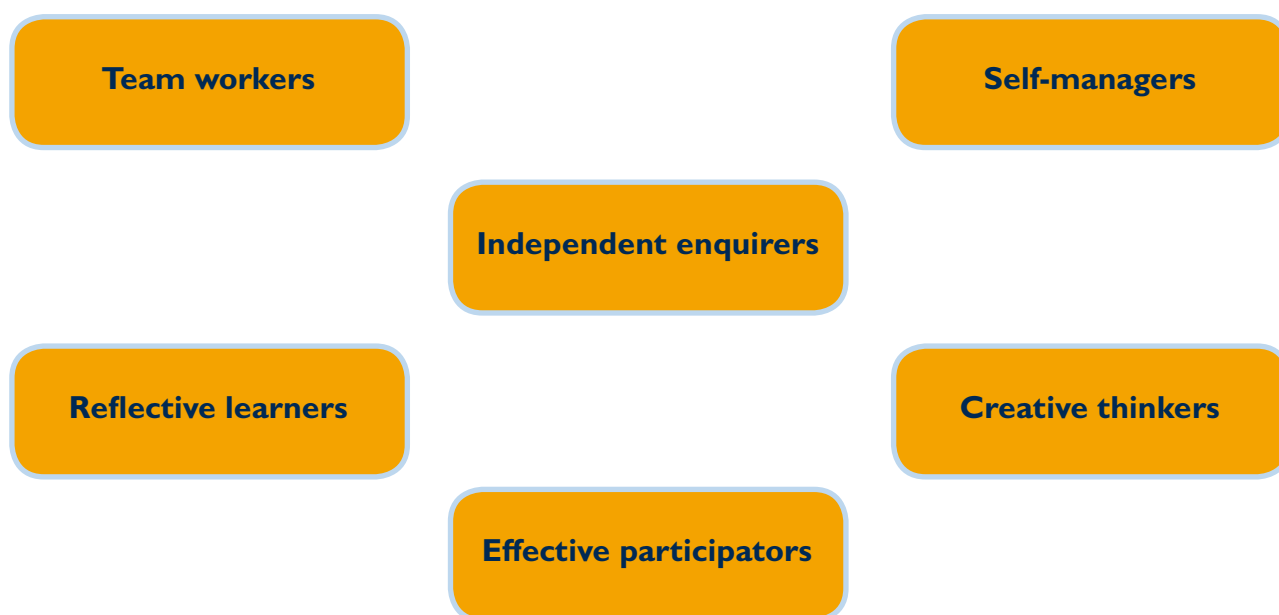 Team workers
Self-managers
Independent enquirers
Reflective learners
Creative thinkers
Effective participators